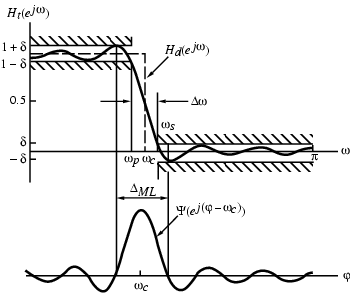 H_t(e^{jω})
1 + δ
1 − δ
H_d(e^{jω})
0.5
Δω
ω_s
δ
− δ
ω_p ω_c
π
ω
Δ_{ML}
Ψ(e^{j(φ−ω_c)})
ω_c
φ